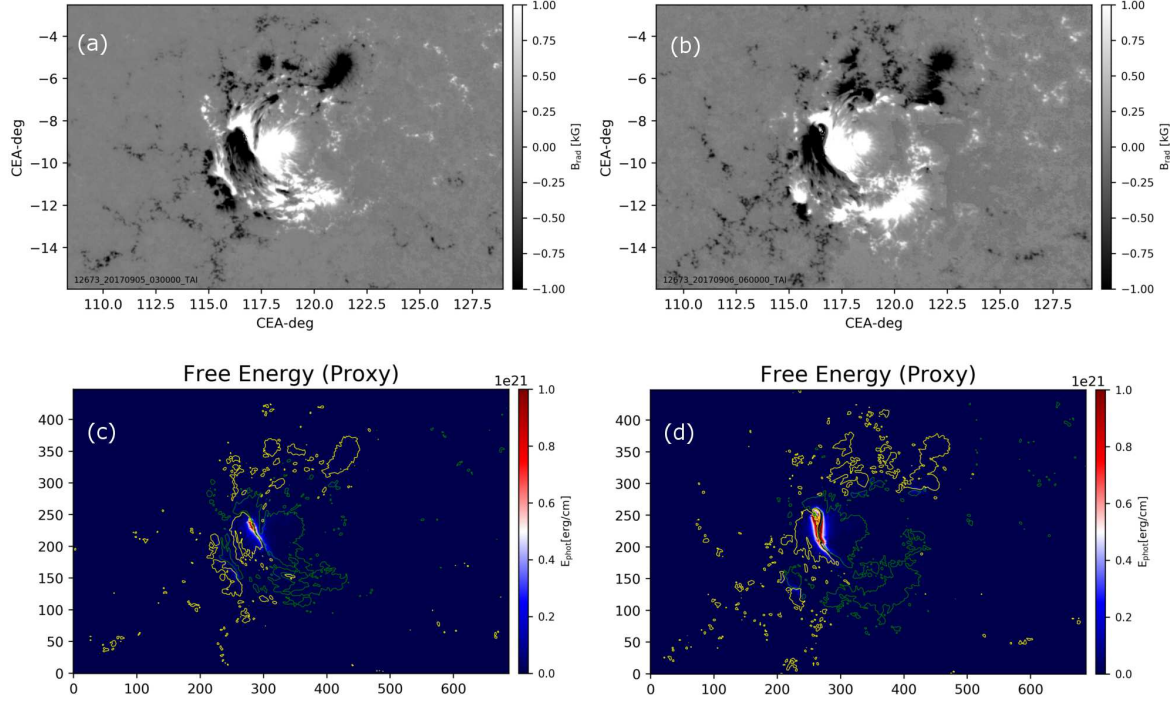 (a)
−4
−6
−8
−10
−12
−14
CEA-deg
12673_20170905_030000_TAI
110.0 112.5 115.0 117.5 120.0 122.5 125.0 127.5
CEA-deg
1.00
0.75
0.50
0.25
0.00
−0.25
−0.50
−0.75
−1.00
B_rad [kG]
(b)
−4
−6
−8
−10
−12
−14
CEA-deg
12673_20170906_060000_TAI
110.0 112.5 115.0 117.5 120.0 122.5 125.0 127.5
CEA-deg
1.00
0.75
0.50
0.25
0.00
−0.25
−0.50
−0.75
−1.00
B_rad [kG]
Free Energy (Proxy)
(c)
400
350
300
250
200
150
100
50
0
0 100 200 300 400 500 600
1e21
1.0
0.8
0.6
0.4
0.2
0.0
E_phot[erg/cm]
Free Energy (Proxy)
(d)
400
350
300
250
200
150
100
50
0
0 100 200 300 400 500 600
1e21
1.0
0.8
0.6
0.4
0.2
0.0
E_phot[erg/cm]